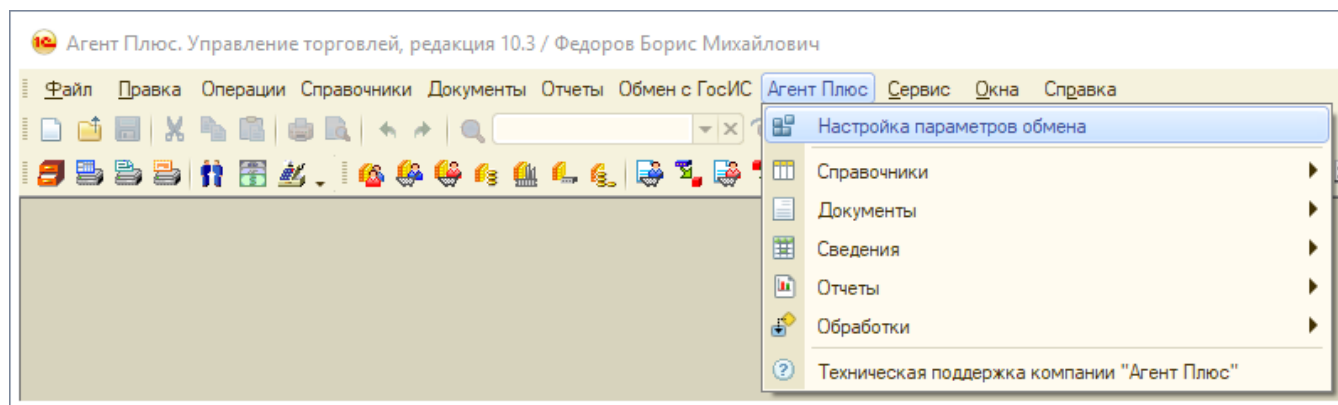 Агент Плюс. Управление торговлей, редакция 10.3 / Федоров Борис Михайлович
Файл Правка Операции Справочники Документы Отчеты Обмен с ГосИС Агент Плюс Сервис Окна Справка
Настройка параметров обмена
Справочники
Документы
Сведения
Отчеты
Обработки
Техническая поддержка компании "Агент Плюс"